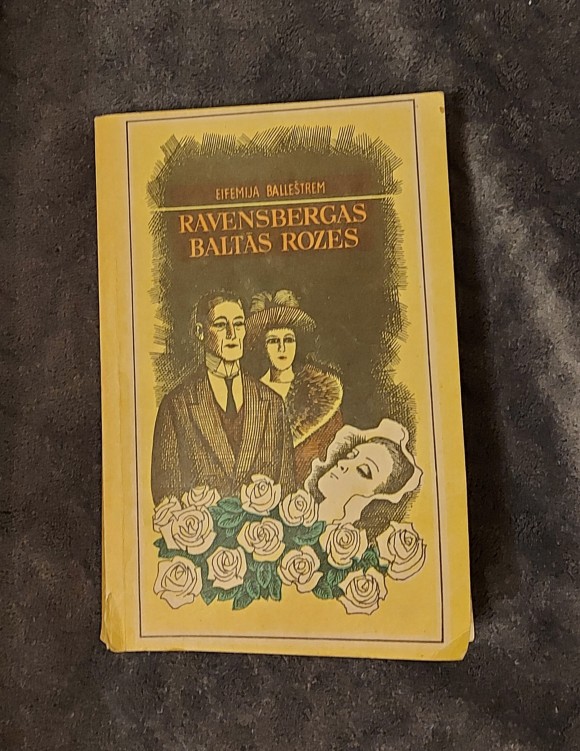 EIFEMIJA BALLEŠTREM
RAVENSBERGAS
BALTĀS ROZES